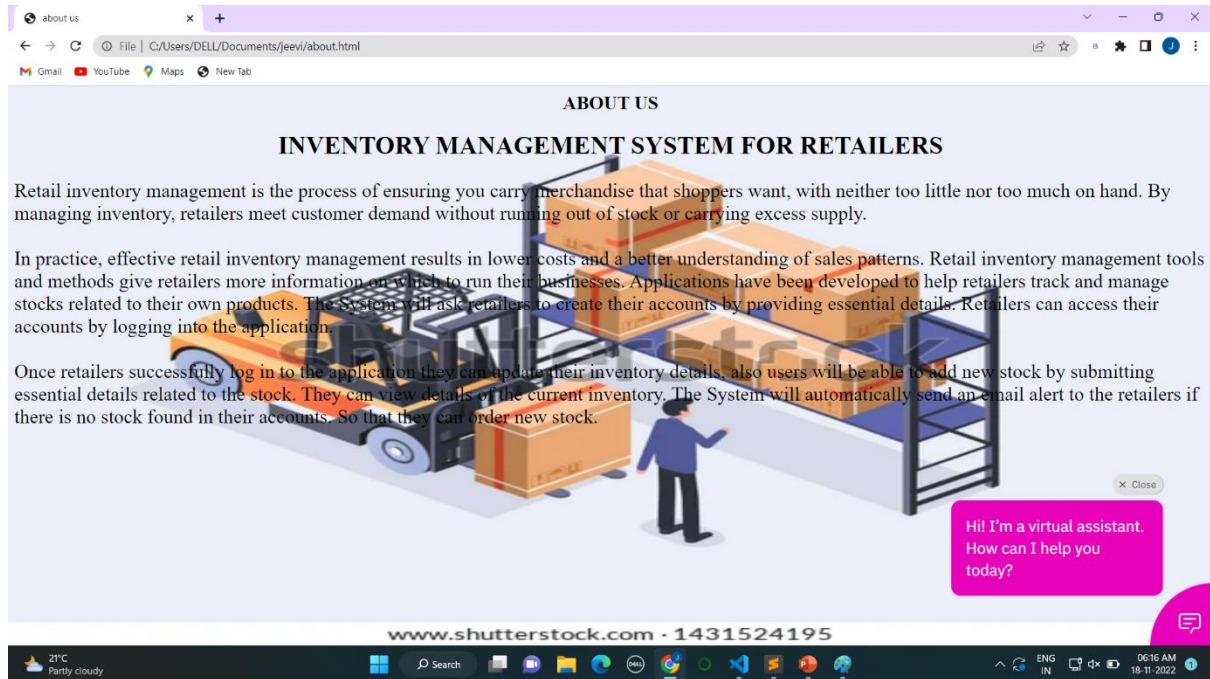 about us
File | C:/Users/DELL/Documents/jeevi/about.html
J
Gmail YouTube Maps New Tab
ABOUT US
INVENTORY MANAGEMENT SYSTEM FOR RETAILERS
Retail inventory management is the process of ensuring you carry merchandise that shoppers want, with neither too little nor too much on hand. By
managing inventory, retailers meet customer demand without running out of stock or carrying excess supply.
In practice, effective retail inventory management results in lower costs and a better understanding of sales patterns. Retail inventory management tools
and methods give retailers more information on which to run their businesses. Applications have been developed to help retailers track and manage
stocks related to their own products. The System will ask retailers to create their accounts by providing essential details. Retailers can access their
accounts by logging into the application.
shutterstock
Once retailers successfully log in to the application they can update their inventory details, also users will be able to add new stock by submitting
essential details related to the stock. They can view details of the current inventory. The System will automatically send an email alert to the retailers if
there is no stock found in their accounts. So that they can order new stock.
Close
Hi! I'm a virtual assistant.
How can I help you
today?
www.shutterstock.com · 1431524195
21°C
Partly cloudy
Search
DELL
ENG
IN
06:16 AM
18-11-2022
1